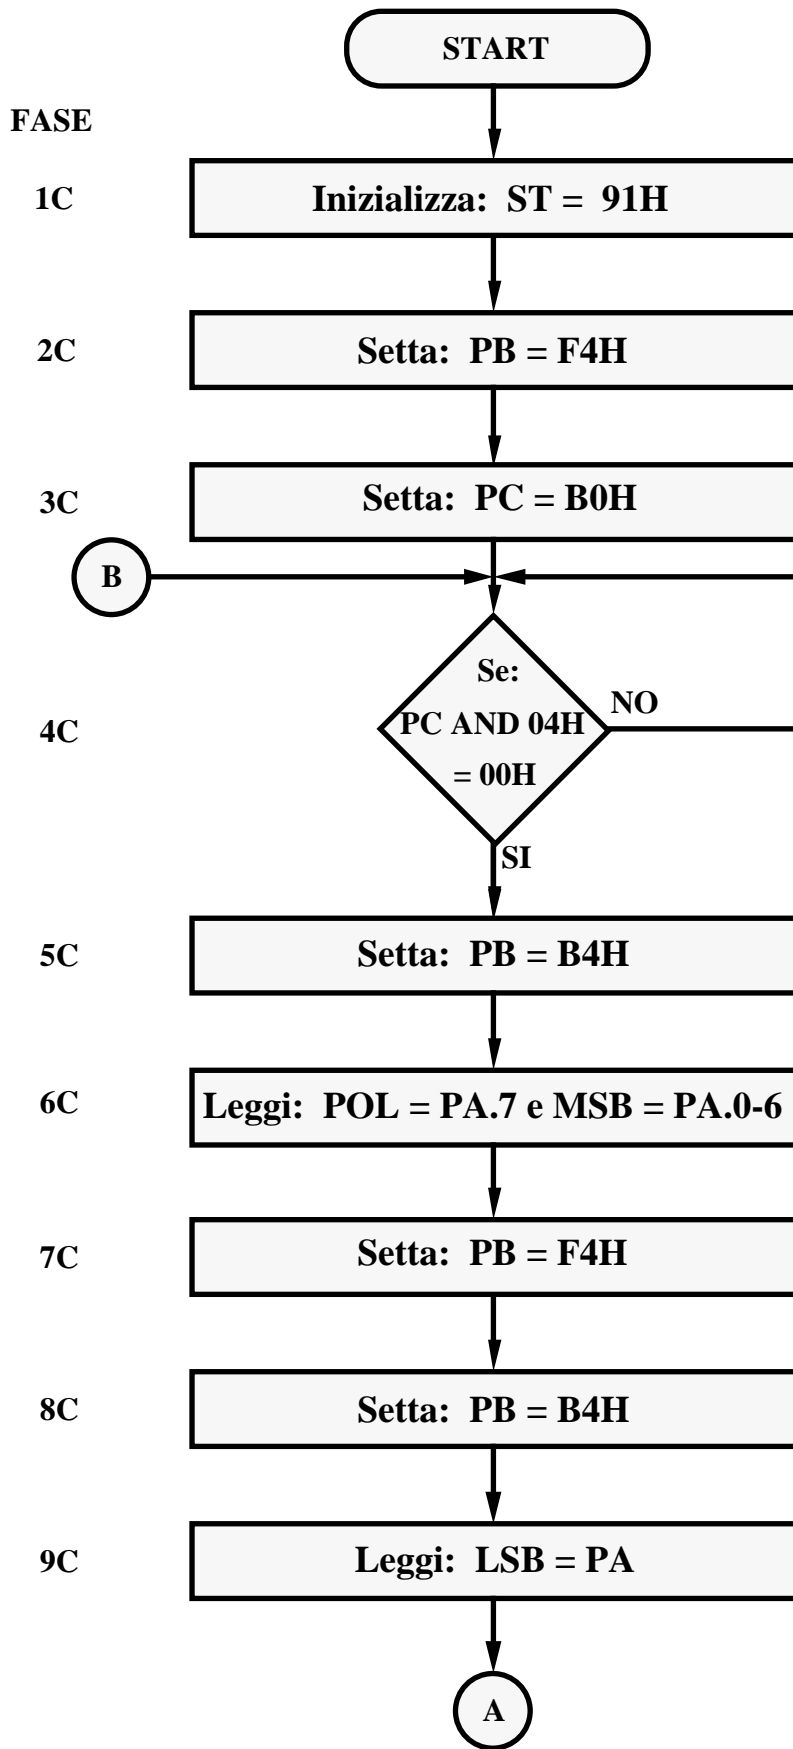 START
FASE
1C
Inizializza: ST = 91H
2C
Setta: PB = F4H
3C
Setta: PC = B0H
B
4C
Se:
PC AND 04H
= 00H
NO
SI
5C
Setta: PB = B4H
6C
Leggi: POL = PA.7 e MSB = PA.0-6
7C
Setta: PB = F4H
8C
Setta: PB = B4H
9C
Leggi: LSB = PA
A